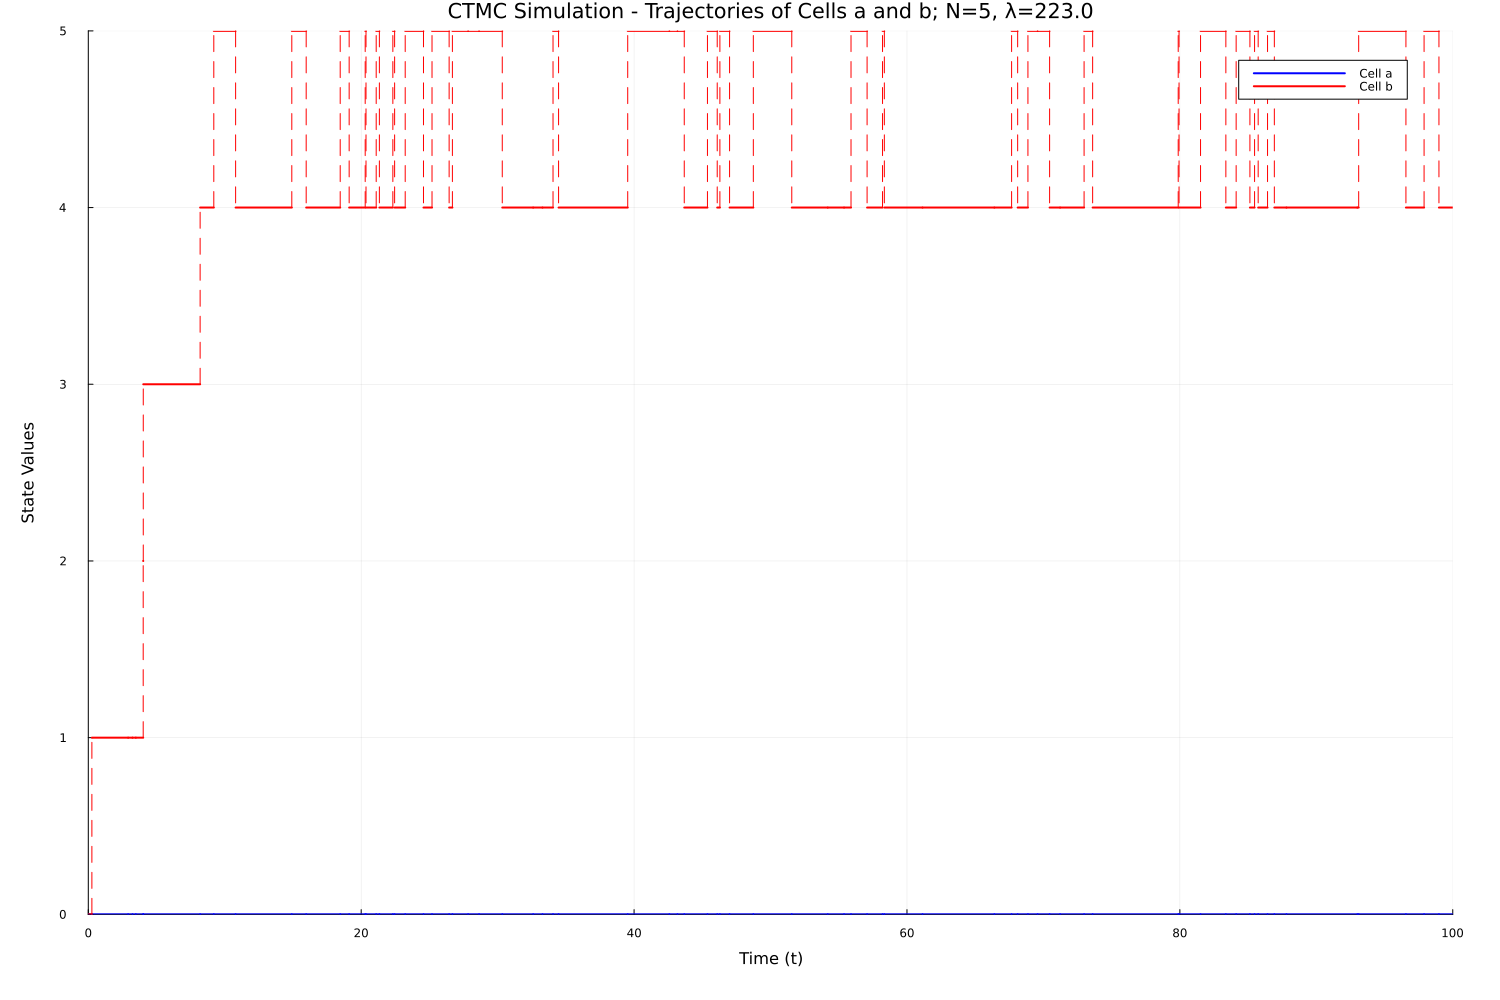 CTMC Simulation - Trajectories of Cells a and b; N=5, λ=223.0
5
Cell a
Cell b
4
3
State Values
2
1
0
0 20 40 60 80 100
Time (t)